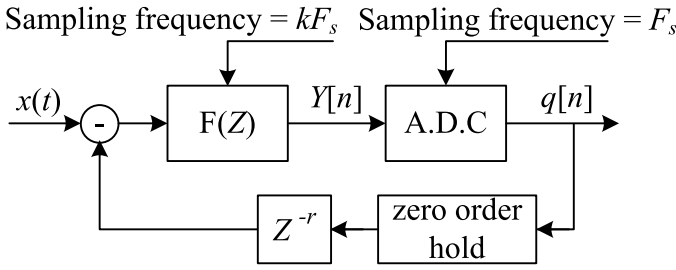 Sampling frequency = kFs
Sampling frequency = Fs
x(t)
-
F(Z)
Y[n]
A.D.C
q[n]
Z-r
zero order
hold